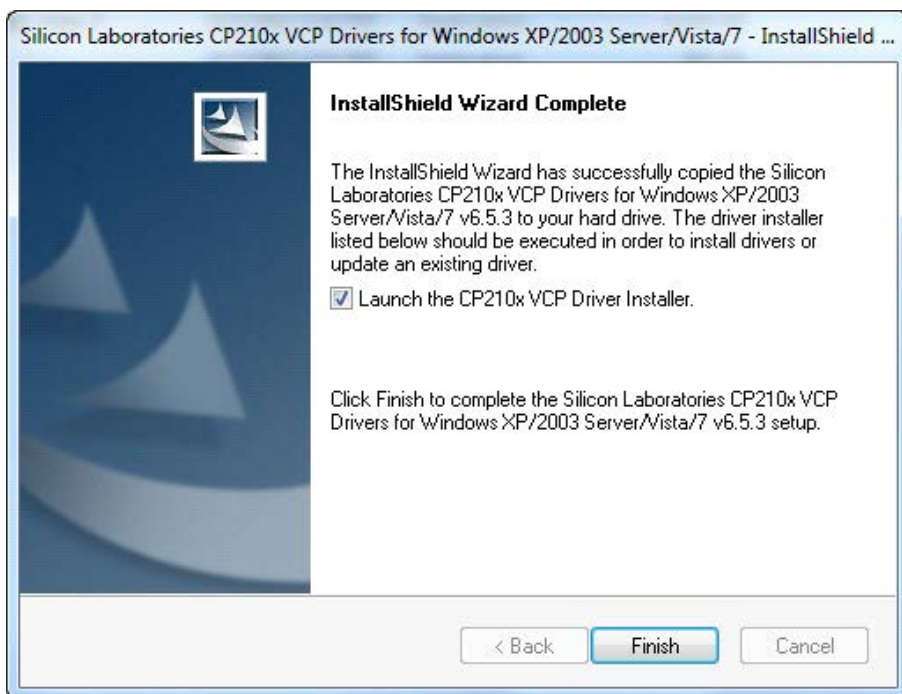 Silicon Laboratories CP210x VCP Drivers for Windows XP/2003 Server/Vista/7 - InstallShield ...
InstallShield Wizard Complete
The InstallShield Wizard has successfully copied the Silicon
Laboratories CP210x VCP Drivers for Windows XP/2003
Server/Vista/7 v6.5.3 to your hard drive. The driver installer
listed below should be executed in order to install drivers or
update an existing driver.
Launch the CP210x VCP Driver Installer.
Click Finish to complete the Silicon Laboratories CP210x VCP
Drivers for Windows XP/2003 Server/Vista/7 v6.5.3 setup.
< Back Finish Cancel